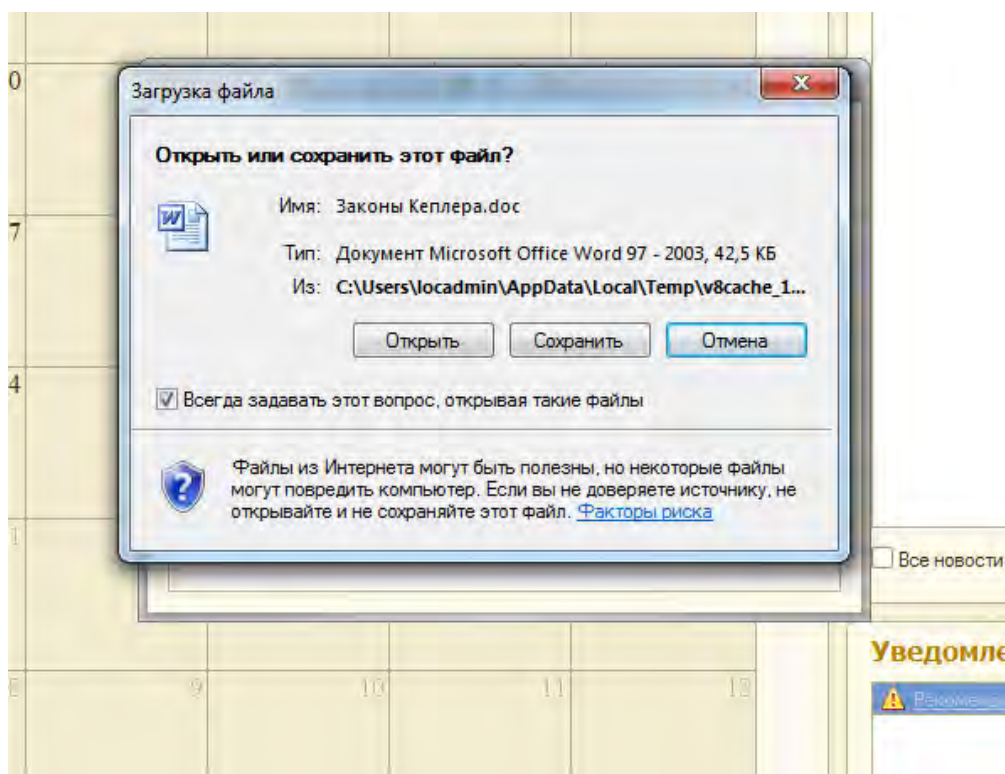 0
Загрузка файла
Открыть или сохранить этот файл?
Имя: Законы Кеплера.doc
7
Тип: Документ Microsoft Office Word 97 - 2003, 42,5 КБ
Из: C:\Users\locadmin\AppData\Local\Temp\v8cache_1...
Открыть Сохранить Отмена
4
Всегда задавать этот вопрос, открывая такие файлы
Файлы из Интернета могут быть полезны, но некоторые файлы
могут повредить компьютер. Если вы не доверяете источнику, не
открывайте и не сохраняйте этот файл. Факторы риска
1
Все новости
Уведомле
9 10 11 12